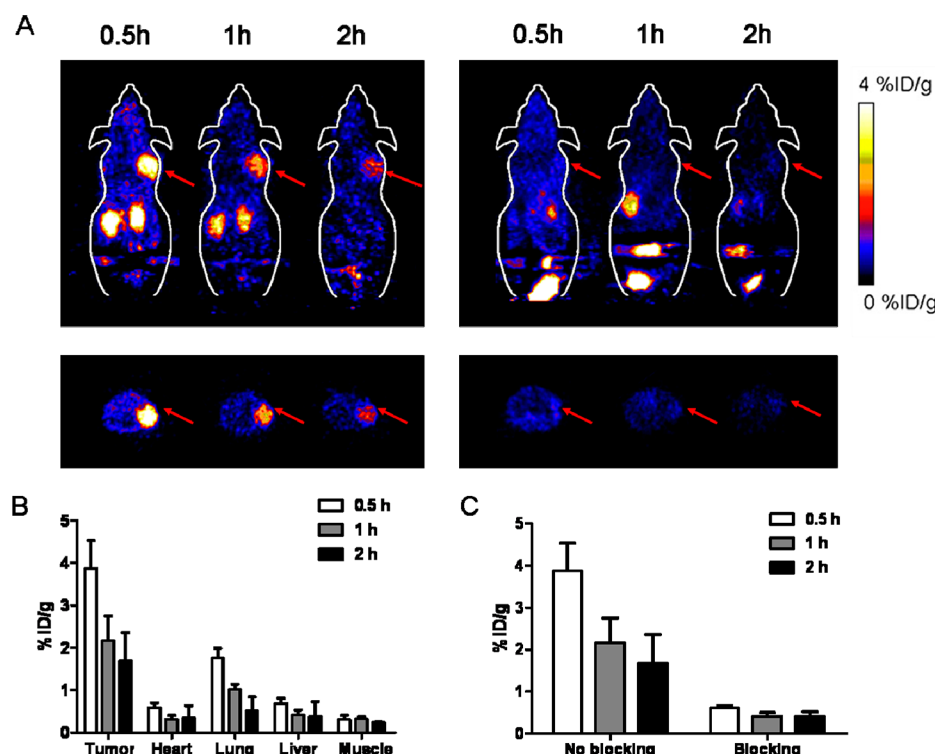 A
0.5h 1h 2h 0.5h 1h 2h
4 %ID/g
0 %ID/g
B
0.5 h
1 h
2 h
% ID/g
5
4
3
2
1
0
Tumor Heart Lung Liver Muscle
C
0.5 h
1 h
2 h
% ID/g
5
4
3
2
1
0
No blocking Blocking